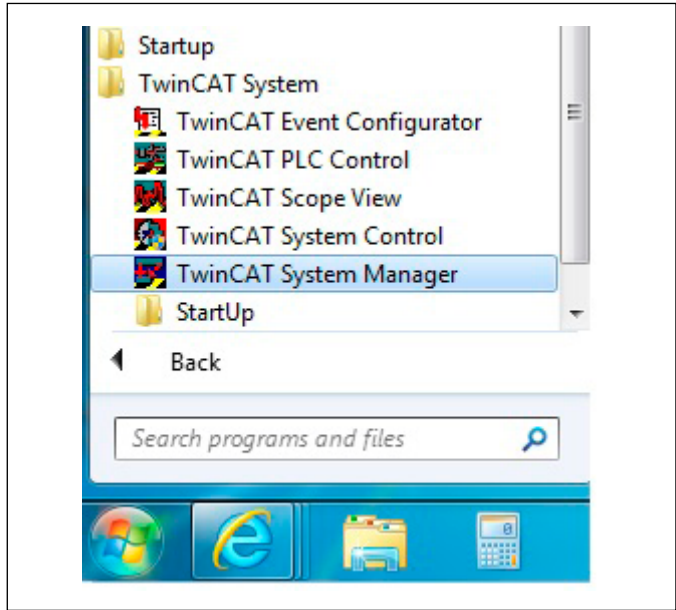 Startup
TwinCAT System
TwinCAT Event Configurator
TwinCAT PLC Control
TwinCAT Scope View
TwinCAT System Control
TwinCAT System Manager
StartUp
Back
Search programs and files
0